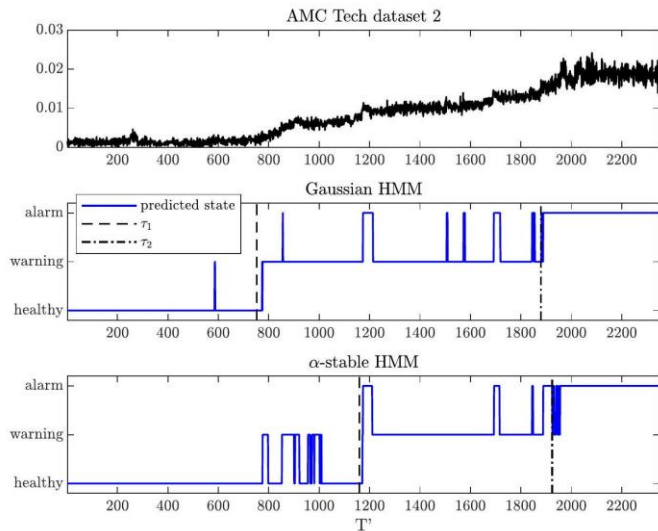 AMC Tech dataset 2
0.03
0.02
0.01
0
200 400 600 800 1000 1200 1400 1600 1800 2000 2200
Gaussian HMM
alarm
warning
healthy
predicted state
τ₁
τ₂
200 400 600 800 1000 1200 1400 1600 1800 2000 2200
α-stable HMM
alarm
warning
healthy
200 400 600 800 1000 1200 1400 1600 1800 2000 2200
T'